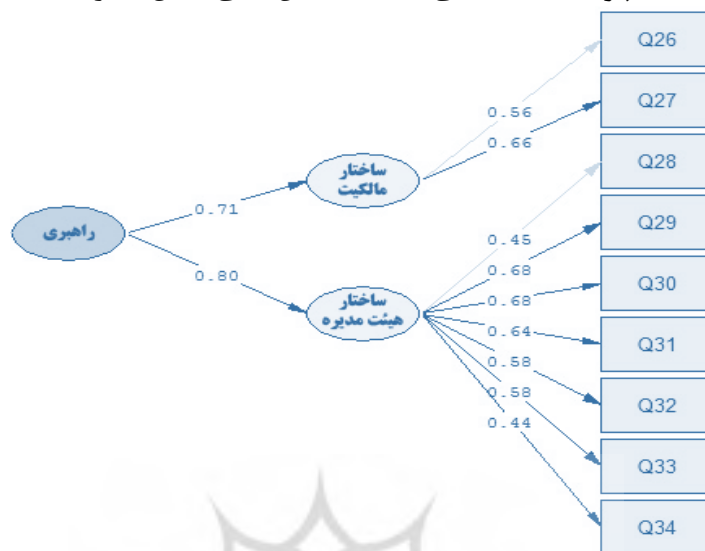 Q26
0.56
Q27
0.66
ساختار
مالکیت
Q28
0.71
راهبری
0.45
Q29
0.68
0.80
Q30
0.68
ساختار
هیئت مدیره
0.64
Q31
0.58
Q32
0.58
0.44
Q33
Q34